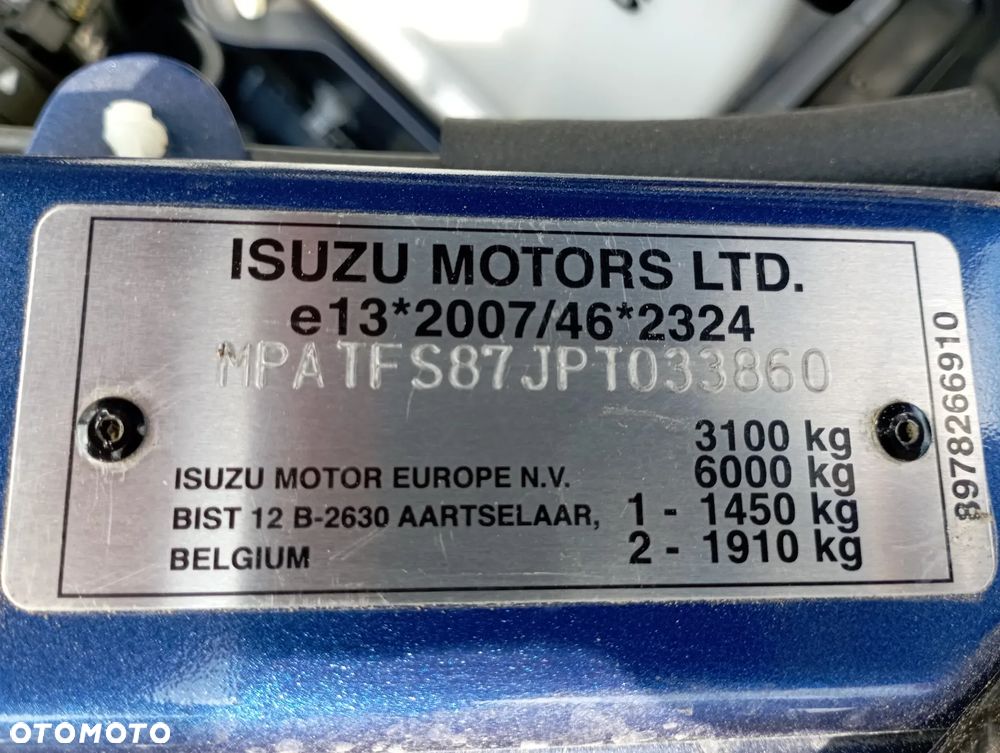 ISUZU MOTORS LTD.
e13*2007/46*2324
MPATFS87JPT033860
3100 kg
6000 kg
1 - 1450 kg
2 - 1910 kg
ISUZU MOTOR EUROPE N.V.
BIST 12 B-2630 AARTSELAAR,
BELGIUM
8978266910
OTOMOTO